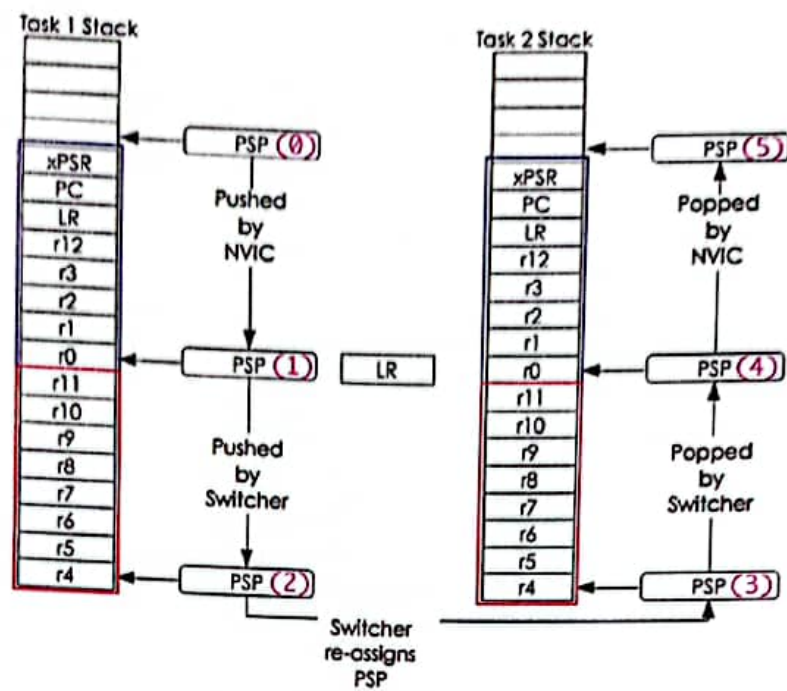 Task 1 Stack
xPSR
PC
LR
r12
r3
r2
r1
r0
r11
r10
r9
r8
r7
r6
r5
r4
PSP (0)
Pushed
by
NVIC
PSP (1)
LR
Pushed
by
Switcher
PSP (2)
Switcher
re-assigns
PSP
Task 2 Stack
xPSR
PC
LR
r12
r3
r2
r1
r0
r11
r10
r9
r8
r7
r6
r5
r4
PSP (5)
Popped
by
NVIC
PSP (4)
Popped
by
Switcher
PSP (3)